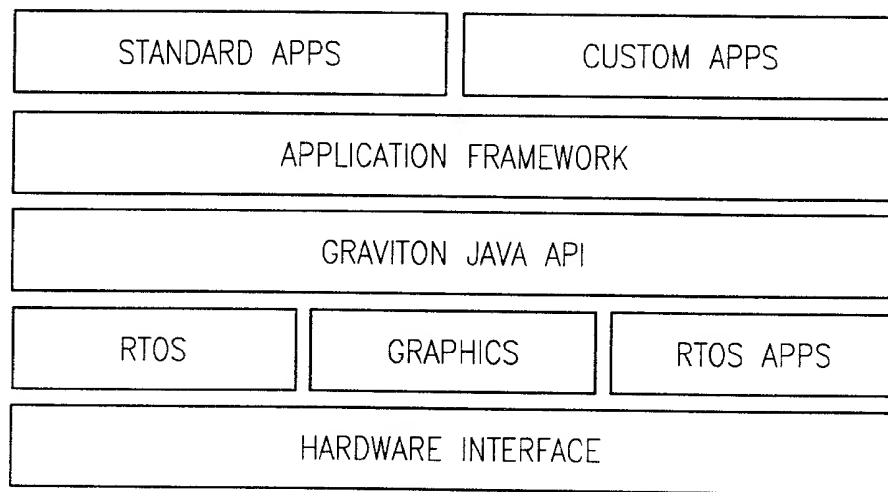 STANDARD APPS
CUSTOM APPS
APPLICATION FRAMEWORK
GRAVITON JAVA API
RTOS
GRAPHICS
RTOS APPS
HARDWARE INTERFACE